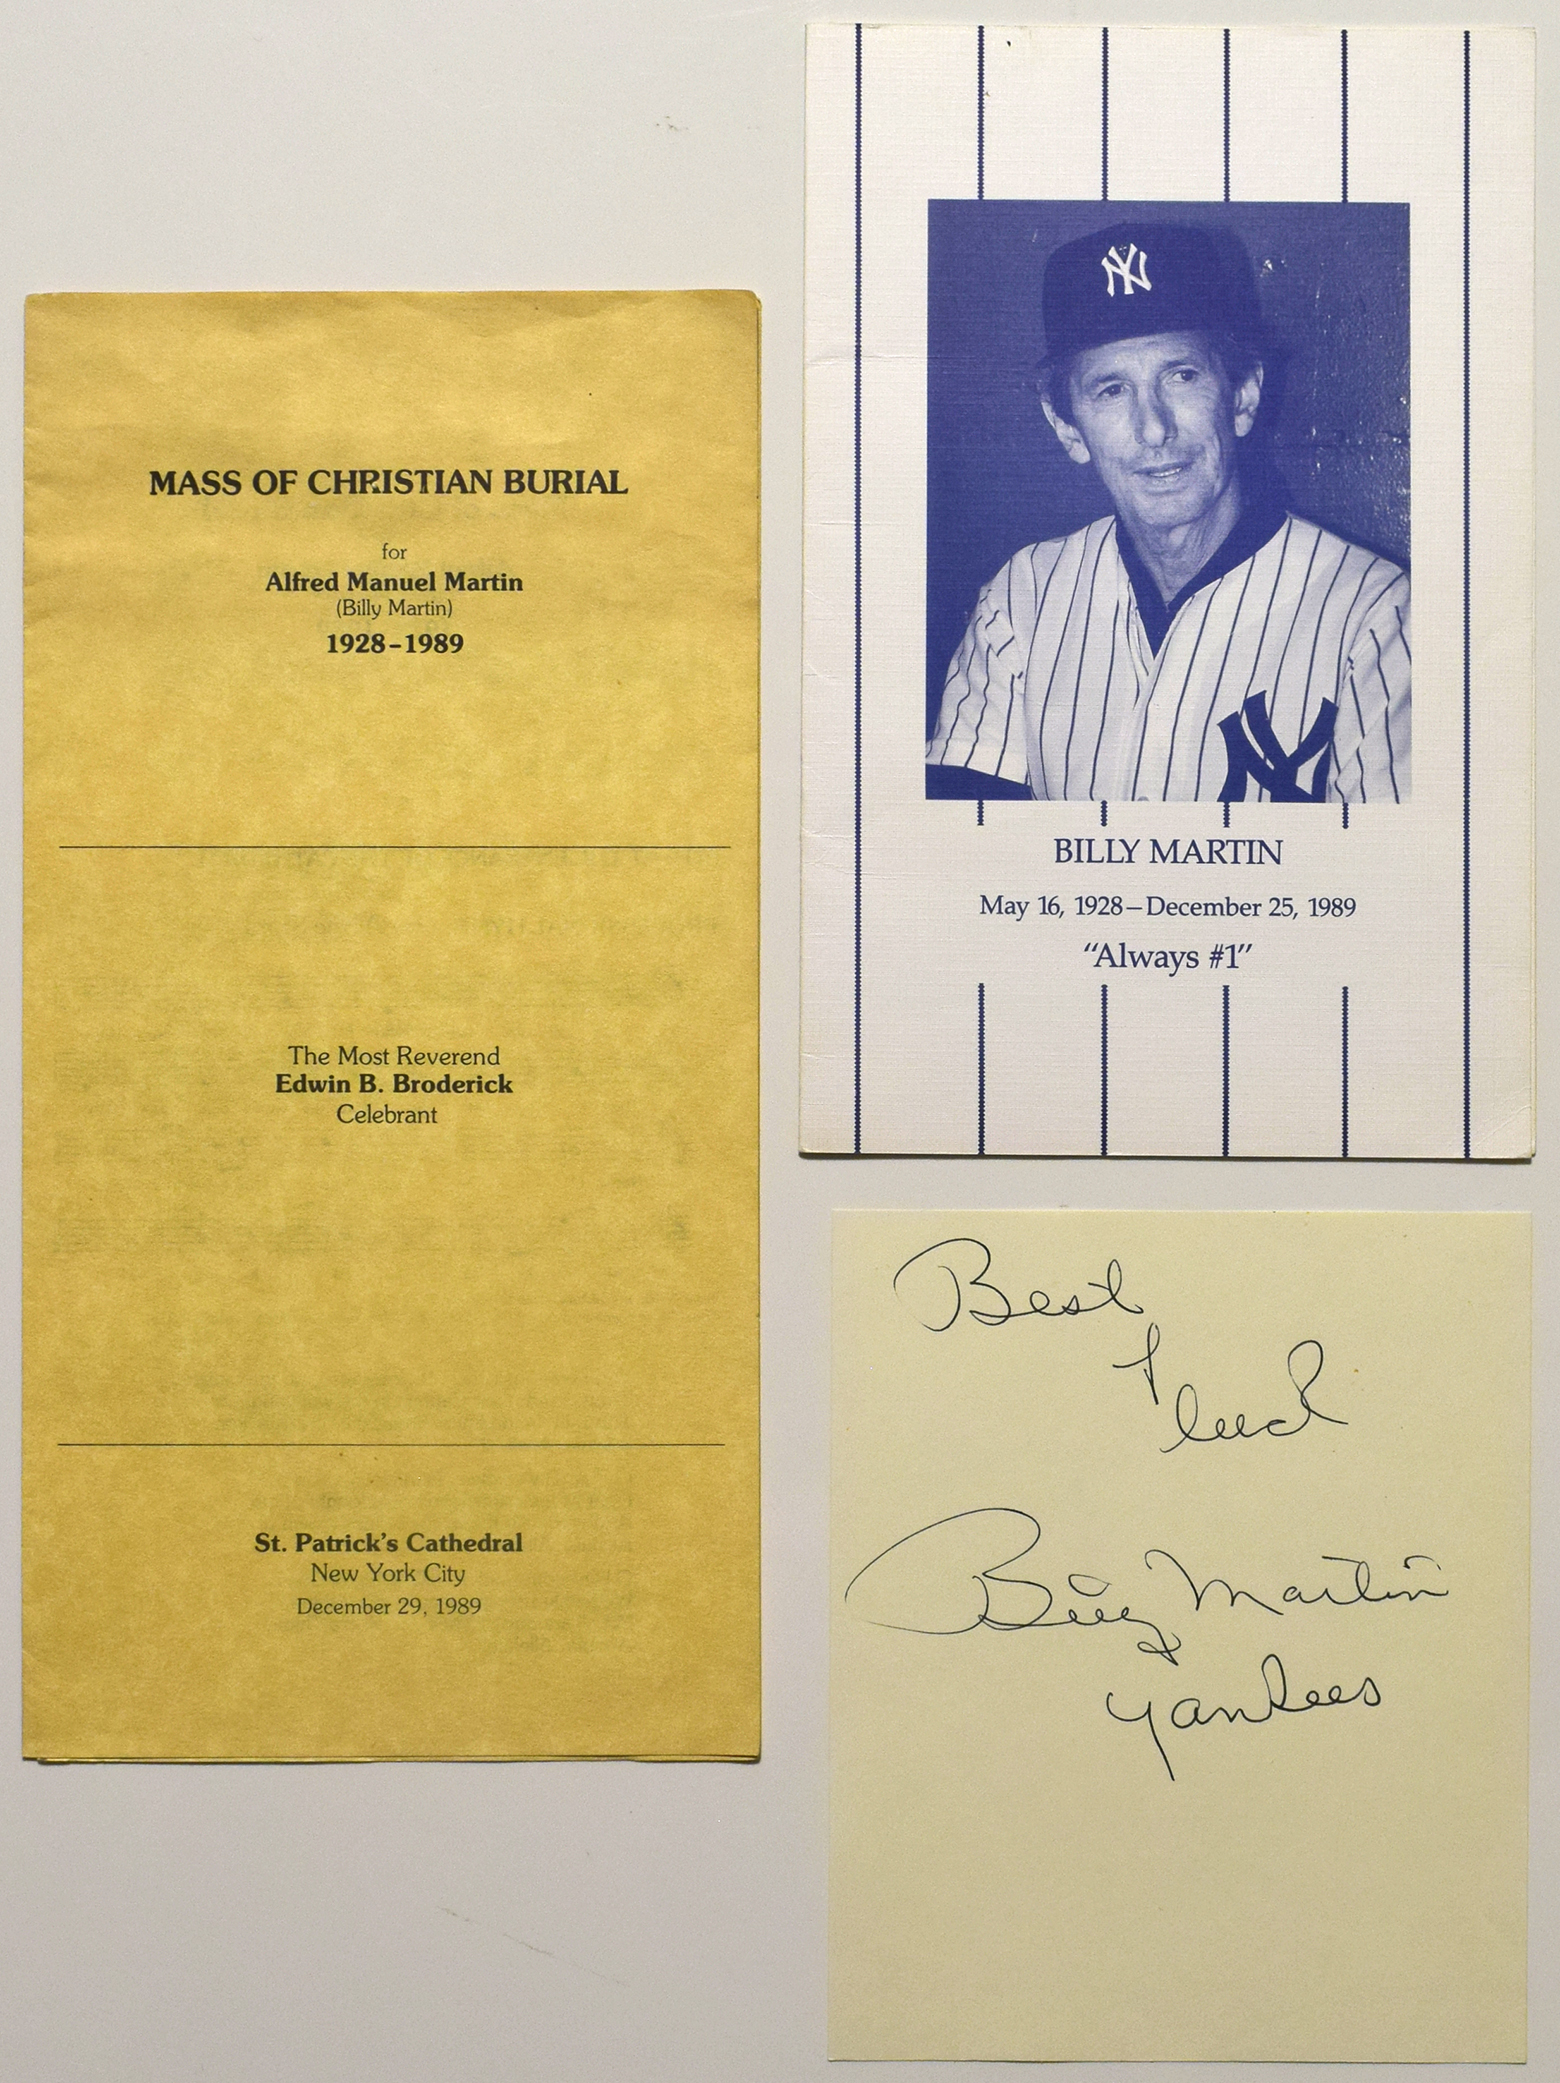 MASS OF CHRISTIAN BURIAL
for
Alfred Manuel Martin
(Billy Martin)
1928-1989
The Most Reverend
Edwin B. Broderick
Celebrant
St. Patrick's Cathedral
New York City
December 29, 1989
NY
NY
BILLY MARTIN
May 16, 1928–December 25, 1989
“Always #1”
Best
luck
Billy Martin
Yankees